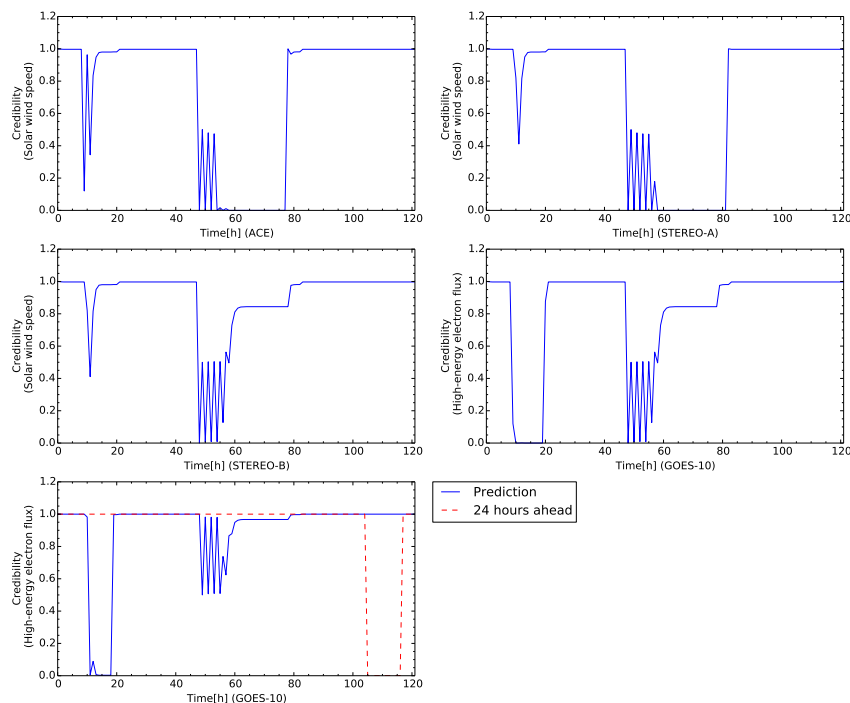 1.2
1.0
0.8
0.6
0.4
0.2
0.0
Credibility
(Solar wind speed)
0 20 40 60 80 100 120
Time[h] (ACE)
1.2
1.0
0.8
0.6
0.4
0.2
0.0
Credibility
(Solar wind speed)
0 20 40 60 80 100 120
Time[h] (STEREO-A)
1.2
1.0
0.8
0.6
0.4
0.2
0.0
Credibility
(Solar wind speed)
0 20 40 60 80 100 120
Time[h] (STEREO-B)
1.2
1.0
0.8
0.6
0.4
0.2
0.0
Credibility
(High-energy electron flux)
0 20 40 60 80 100 120
Time[h] (GOES-10)
1.2
1.0
0.8
0.6
0.4
0.2
0.0
Credibility
(High-energy electron flux)
0 20 40 60 80 100 120
Time[h] (GOES-10)
Prediction
24 hours ahead